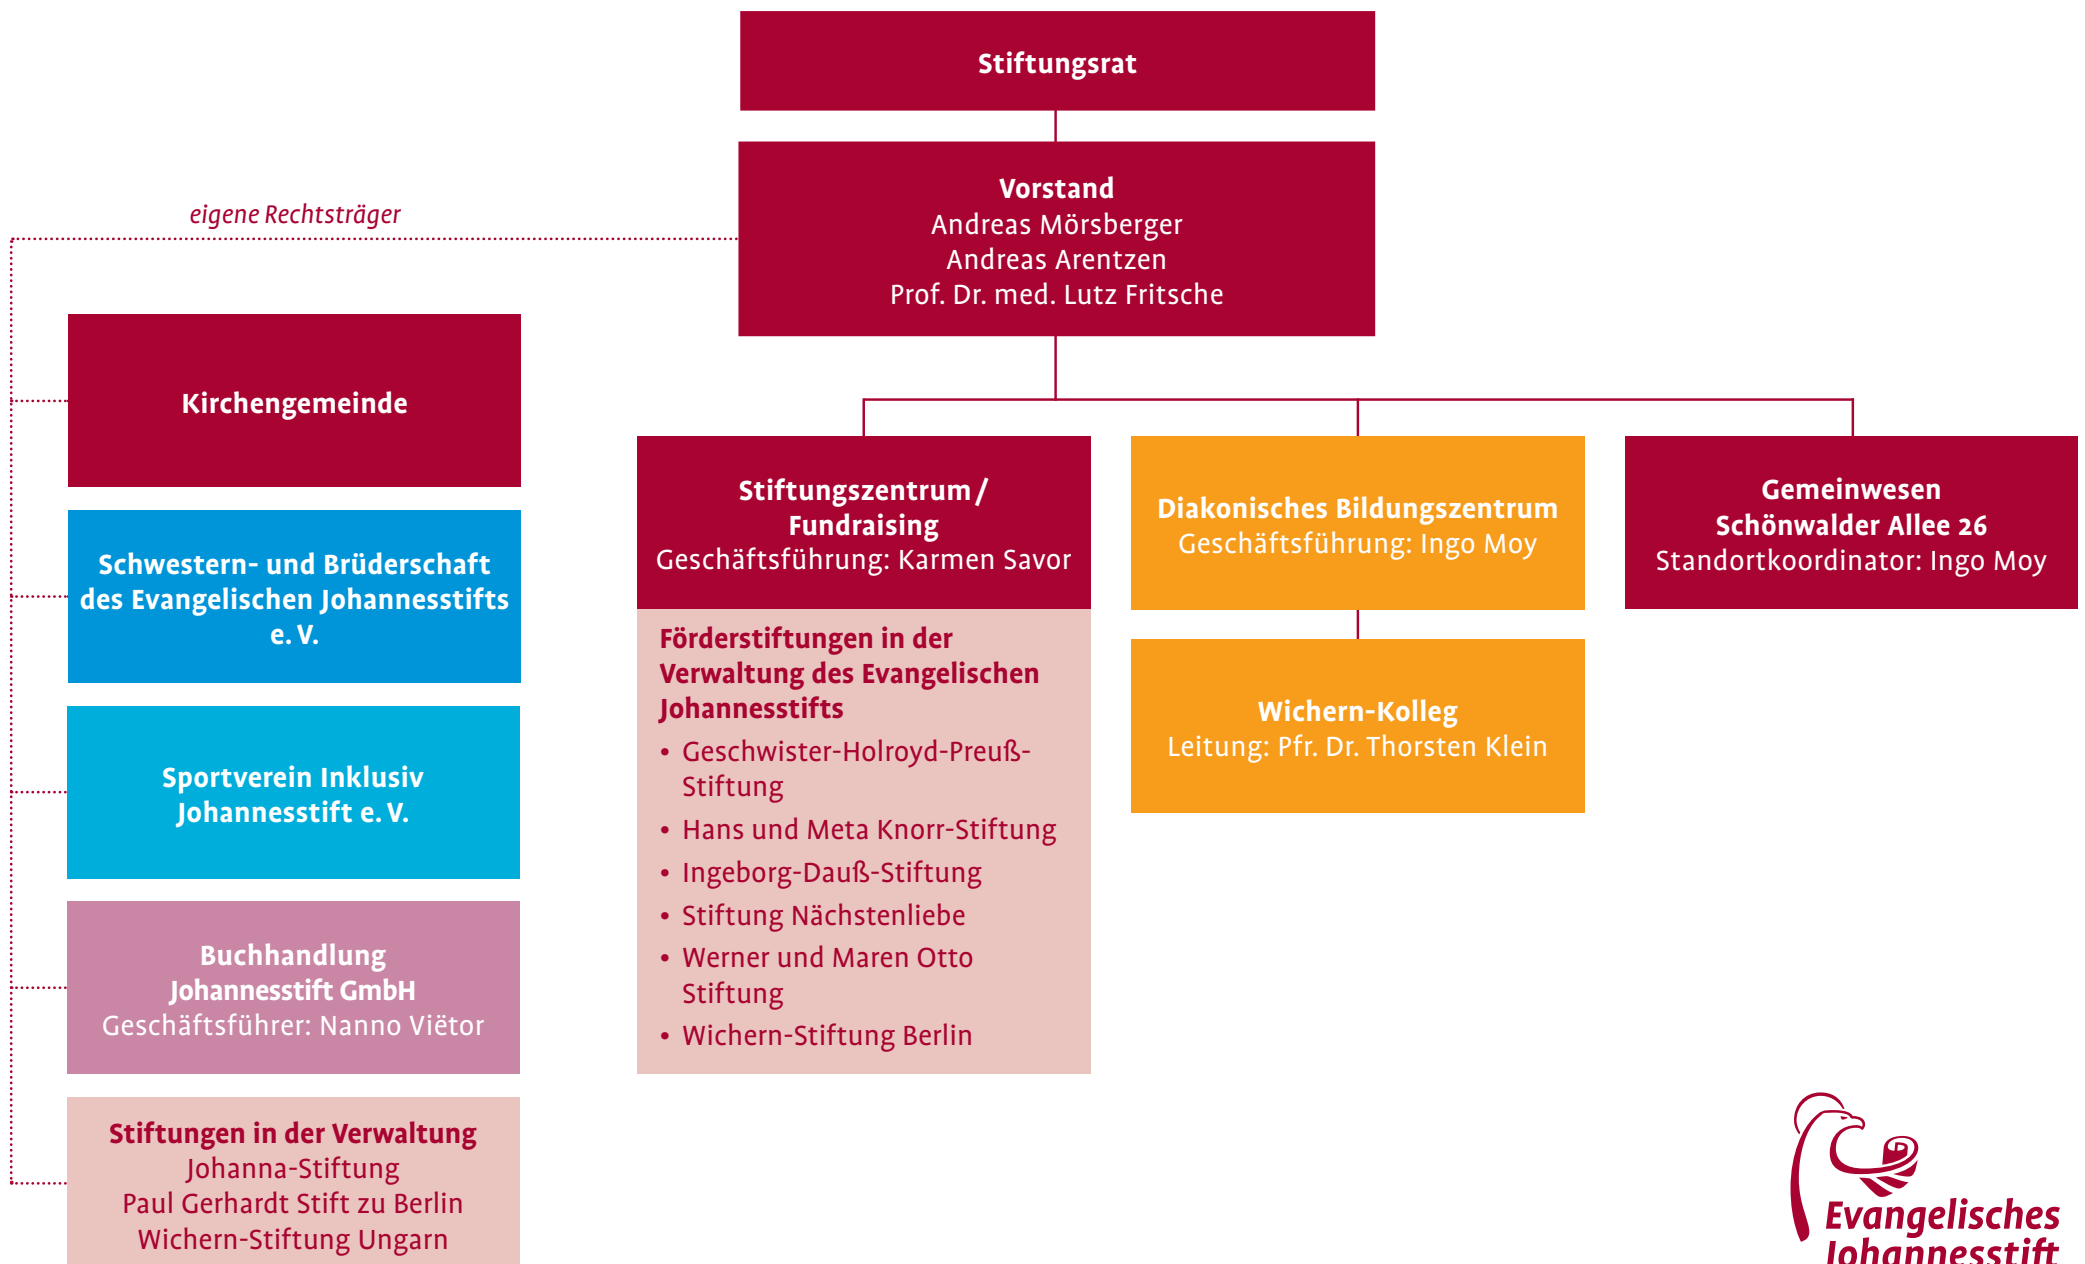 Stiftungsrat
Vorstand
Andreas Mörsberger
Andreas Arentzen
Prof. Dr. med. Lutz Fritsche
eigene Rechtsträger
Kirchengemeinde
Schwestern- und Brüderschaft
des Evangelischen Johannesstifts
e. V.
Sportverein Inklusiv
Johannesstift e. V.
Buchhandlung
Johannesstift GmbH
Geschäftsführer: Nanno Viëtor
Stiftungen in der Verwaltung
Johanna-Stiftung
Paul Gerhardt Stift zu Berlin
Wichern-Stiftung Ungarn
Stiftungszentrum /
Fundraising
Geschäftsführung: Karmen Savor
Förderstiftungen in der
Verwaltung des Evangelischen
Johannesstifts
• Geschwister-Holroyd-Preuß-
Stiftung
• Hans und Meta Knorr-Stiftung
• Ingeborg-Dauß-Stiftung
• Stiftung Nächstenliebe
• Werner und Maren Otto
Stiftung
• Wichern-Stiftung Berlin
Diakonisches Bildungszentrum
Geschäftsführung: Ingo Moy
Wichern-Kolleg
Leitung: Pfr. Dr. Thorsten Klein
Gemeinwesen
Schönwalder Allee 26
Standortkoordinator: Ingo Moy
Evangelisches
Johannesstift